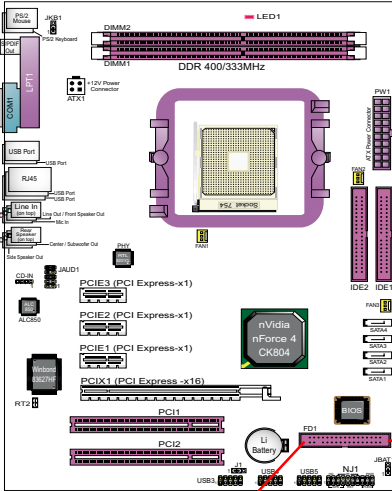 PS/2
Mouse
JKB1
PS/2 Keyboard
LED1
DIMM2
DIMM1
DDR 400/333MHz
S/PDIF
Out
LPT1
COM1
+12V Power
Connector
ATX1
PW1
ATX Power Connector
USB Port
USB Port
RJ45
USB Port
USB Port
Line In
(on top)
Line Out / Front Speaker Out
Mic In
Rear
Speaker
(on top)
Center / Subwoofer Out
Side Speaker Out
Socket 754
FAN1
FAN2
IDE2
IDE1
PHY
CD-IN
JAUD1
ALC850
PCIE3 (PCI Express-x1)
PCIE2 (PCI Express-x1)
PCIE1 (PCI Express-x1)
PCIX1 (PCI Express -x16)
nVidia
nForce 4
CK804
FAN3
SATA4
SATA3
SATA2
SATA1
Winbond
83627HF
RT2
BIOS
PCI1
PCI2
Li
Battery
FD1
J1
USB5
NJ1